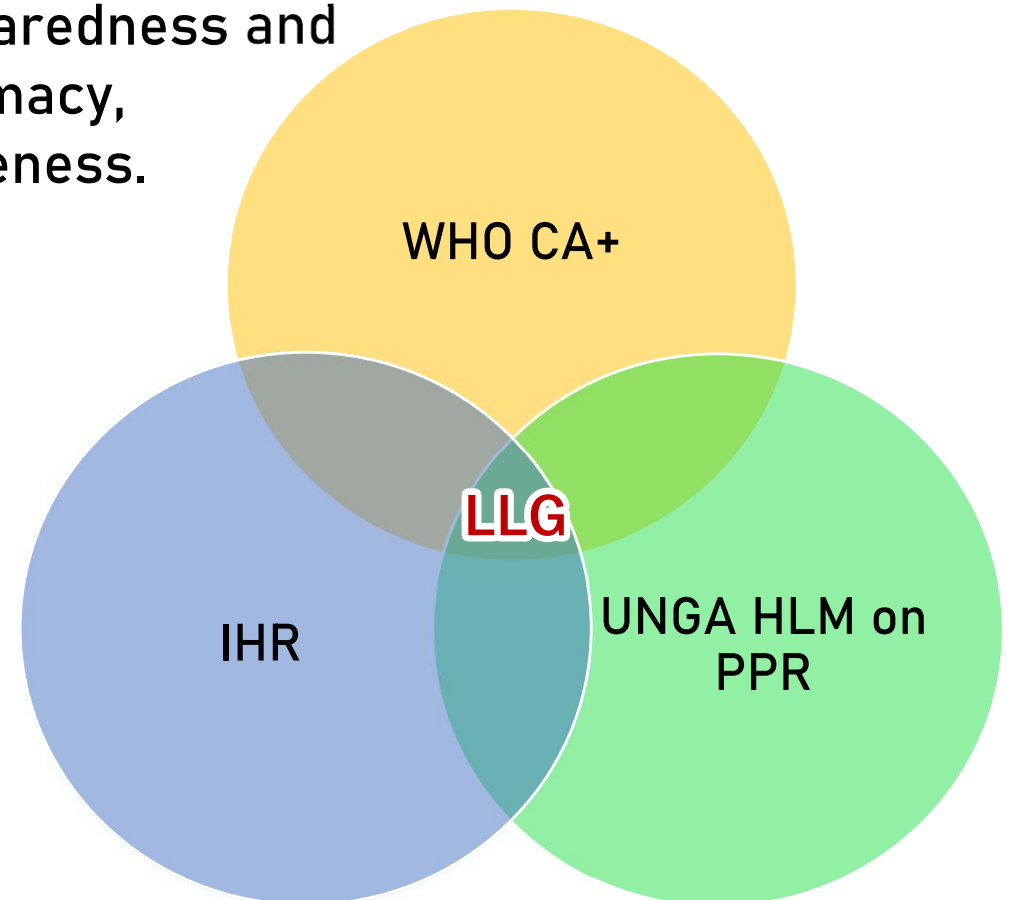 aredness and
macy,
eness.
WHO CA+
LLG
UNGA HLM on
PPR
IHR